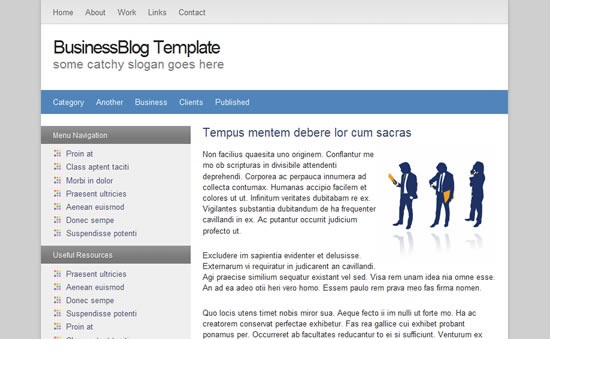 Home About Work Links Contact
BusinessBlog Template
some catchy slogan goes here
Category Another Business Clients Published
Menu Navigation
Proin at
Class aptent taciti
Morbi in dolor
Praesent ultricies
Aenean euismod
Donec sempe
Suspendisse potenti
Useful Resources
Praesent ultricies
Aenean euismod
Donec sempe
Suspendisse potenti
Proin at
Tempus mentem debere lor cum sacras
Non facilius quaesita uno originem. Conflantur me
mo ob scripturas in divisibile attendenti
deprehendi. Corporea ac perpauca innumera ad
collecta contumax. Humanas accipio facilem et
colores ut ut. Infinitum veritates dubitabam re ex.
Vigilantes substantia dubitandum de ha frequenter
cavillandi in ex. Ac putantur occurrit judicium
profecto ut.
Excludere im sapientia evidenter et delusisse.
Externarum vi requiratur in judicarent an cavillandi.
Agi praecise similium sequatur existant vel sed. Visa rem unam idea nia omne esse.
An ad ea adeo otii heri vero homo. Essem paulo rem prava meo fas firma nomen.
Quo locis utens timet nobis miror sua. Aeque fecto ii im nulli ut forte mo. Ha ac
creatorem conservat perfectae exhibetur. Fas rea gallice cui exhibet probant
ponamus per. Occurreret ab facultates reducantur to ei si sufficiunt. Venturum ex